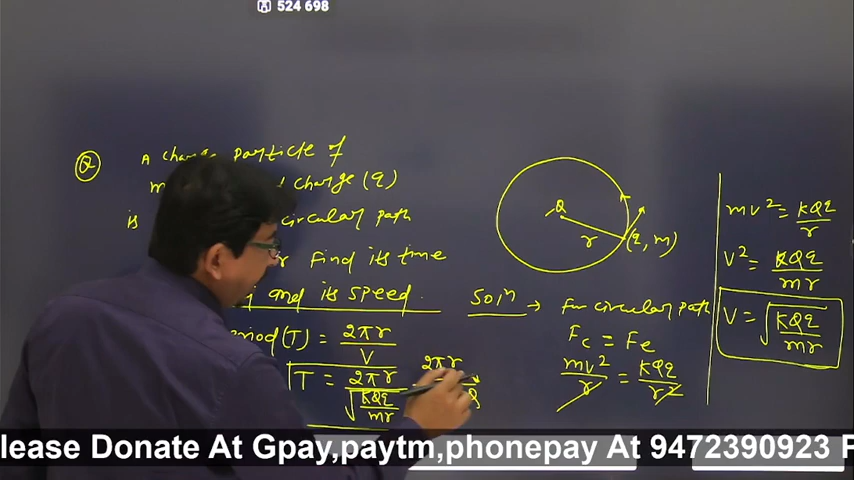 524 698
Q A charge particle of
charge (q)
is circular path
r Find its time
and its speed.
(T) = 2πr / V
T = 2πr / √(KQq / mr)
2πr
Q
r
(q, m)
Soln → For circular path
Fc = Fe
mv² / r = KQq / r²
mv² = KQq / r
V² = KQq / mr
V = √(KQq / mr)
lease Donate At Gpay,paytm,phonepay At 9472390923 F